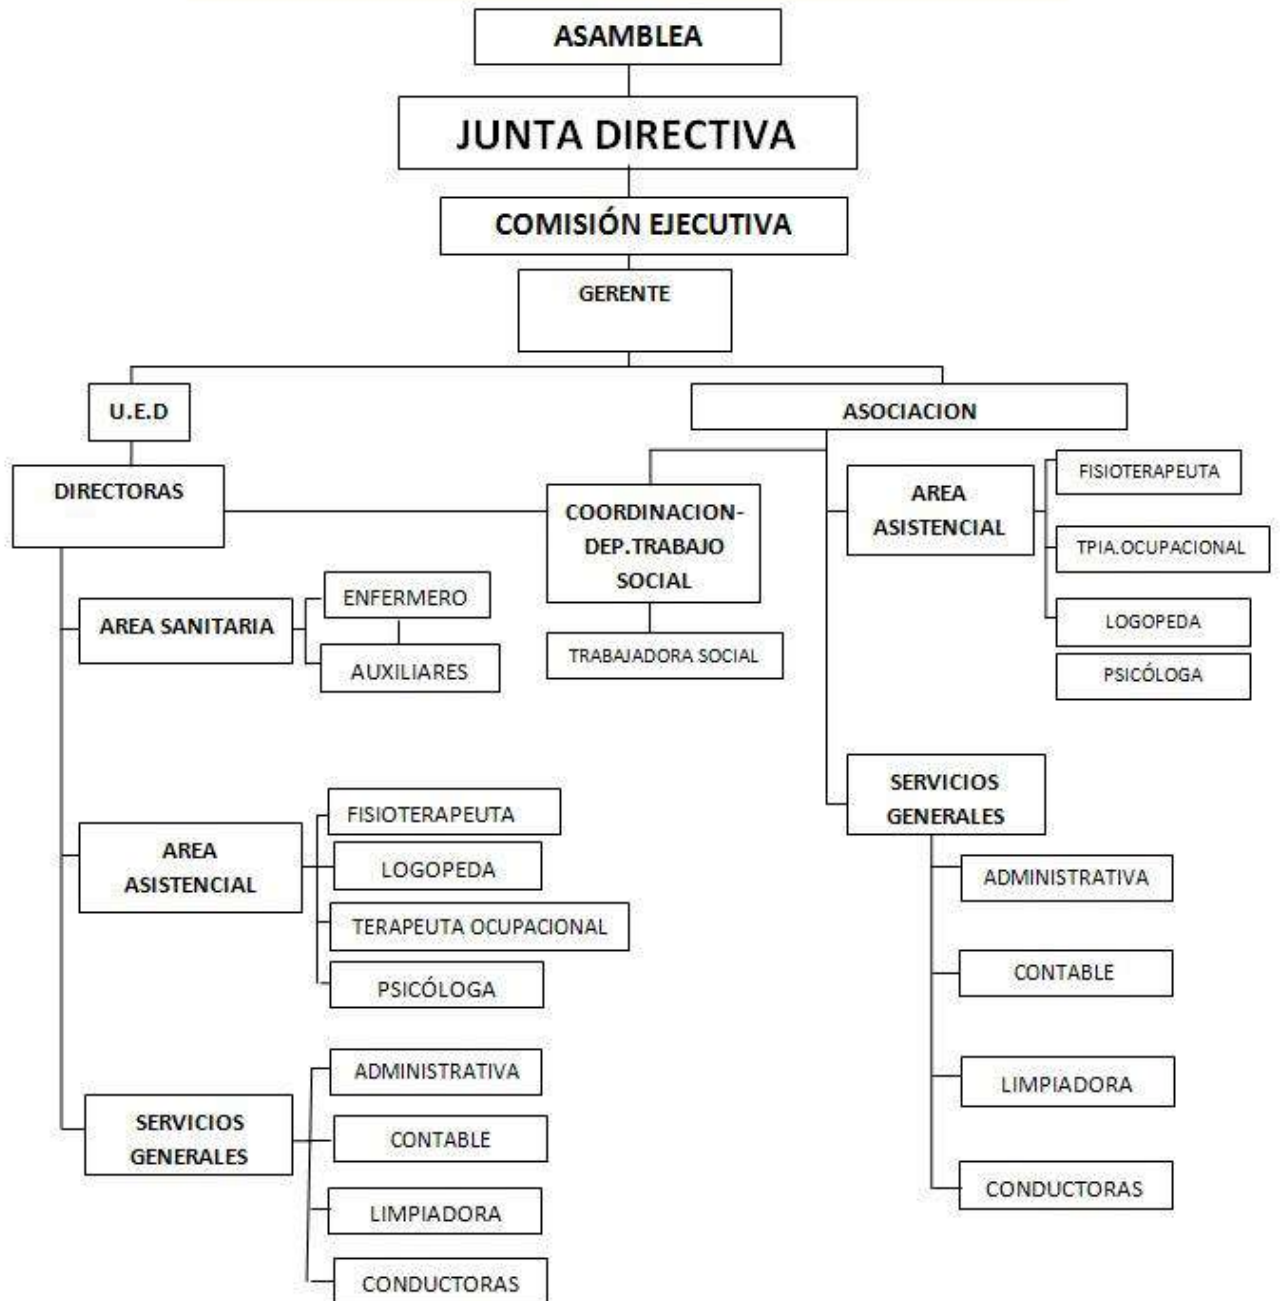 ASAMBLEA
JUNTA DIRECTIVA
COMISIÓN EJECUTIVA
GERENTE
U.E.D
ASOCIACION
DIRECTORAS
COORDINACION-
DEP.TRABAJO
SOCIAL
TRABAJADORA SOCIAL
AREA
ASISTENCIAL
FISIOTERAPEUTA
TPIA.OCUPACIONAL
LOGOPEDA
PSICÓLOGA
AREA SANITARIA
ENFERMERO
AUXILIARES
AREA
ASISTENCIAL
FISIOTERAPEUTA
LOGOPEDA
TERAPEUTA OCUPACIONAL
PSICÓLOGA
SERVICIOS
GENERALES
ADMINISTRATIVA
CONTABLE
LIMPIADORA
CONDUCTORAS
SERVICIOS
GENERALES
ADMINISTRATIVA
CONTABLE
LIMPIADORA
CONDUCTORAS